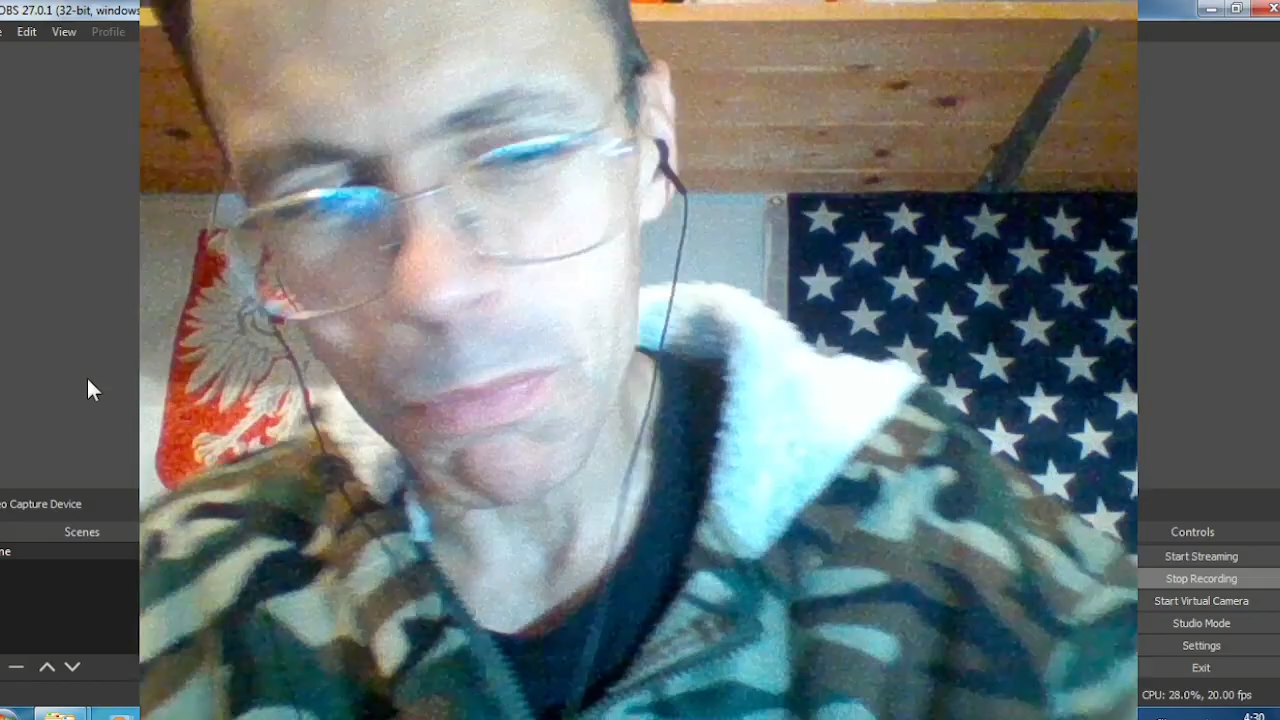 OBS 27.0.1 (32-bit, windows
Edit View Profile
eo Capture Device
Scenes
ne
Controls
Start Streaming
Stop Recording
Start Virtual Camera
Studio Mode
Settings
Exit
CPU: 28.0%, 20.00 fps
4:30